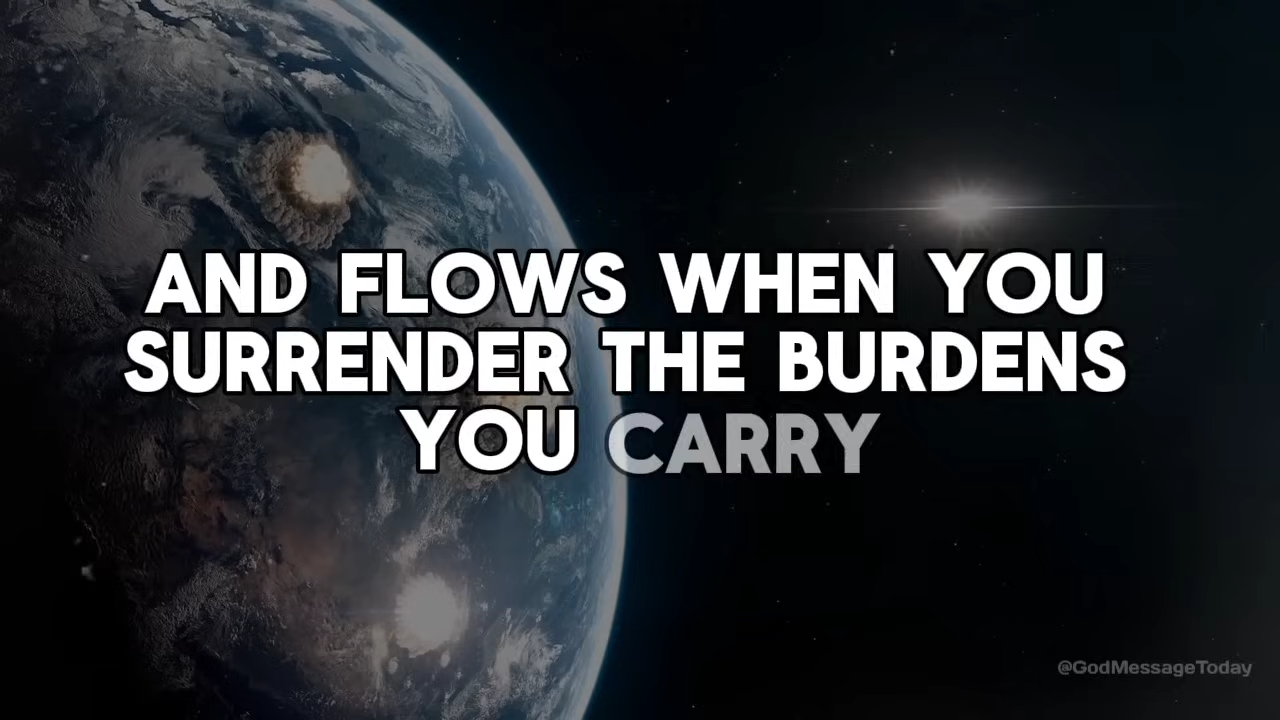 AND FLOWS WHEN YOU
SURRENDER THE BURDENS
YOU CARRY
@GodMessageToday